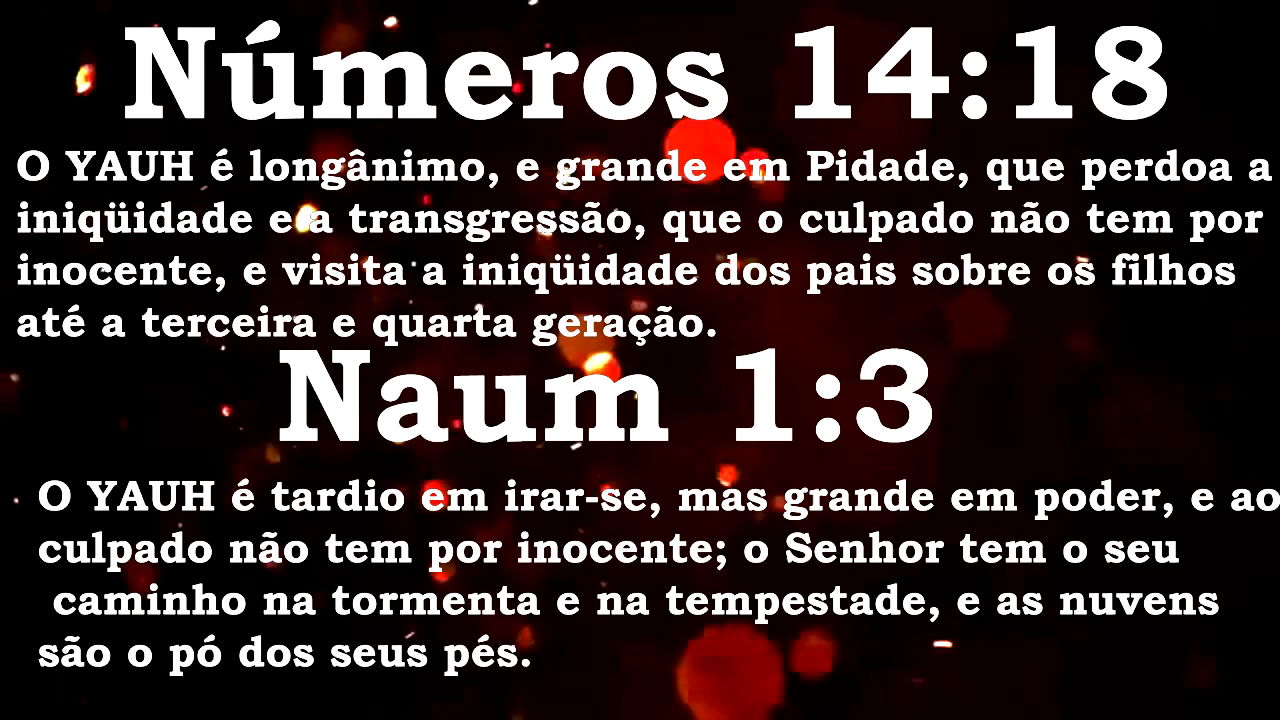 Números 14:18
O YAUH é longânimo, e grande em Pidade, que perdoa a
iniqüidade e a transgressão, que o culpado não tem por
inocente, e visita a iniqüidade dos pais sobre os filhos
até a terceira e quarta geração.
Naum 1:3
O YAUH é tardio em irar-se, mas grande em poder, e ao
culpado não tem por inocente; o Senhor tem o seu
caminho na tormenta e na tempestade, e as nuvens
são o pó dos seus pés.